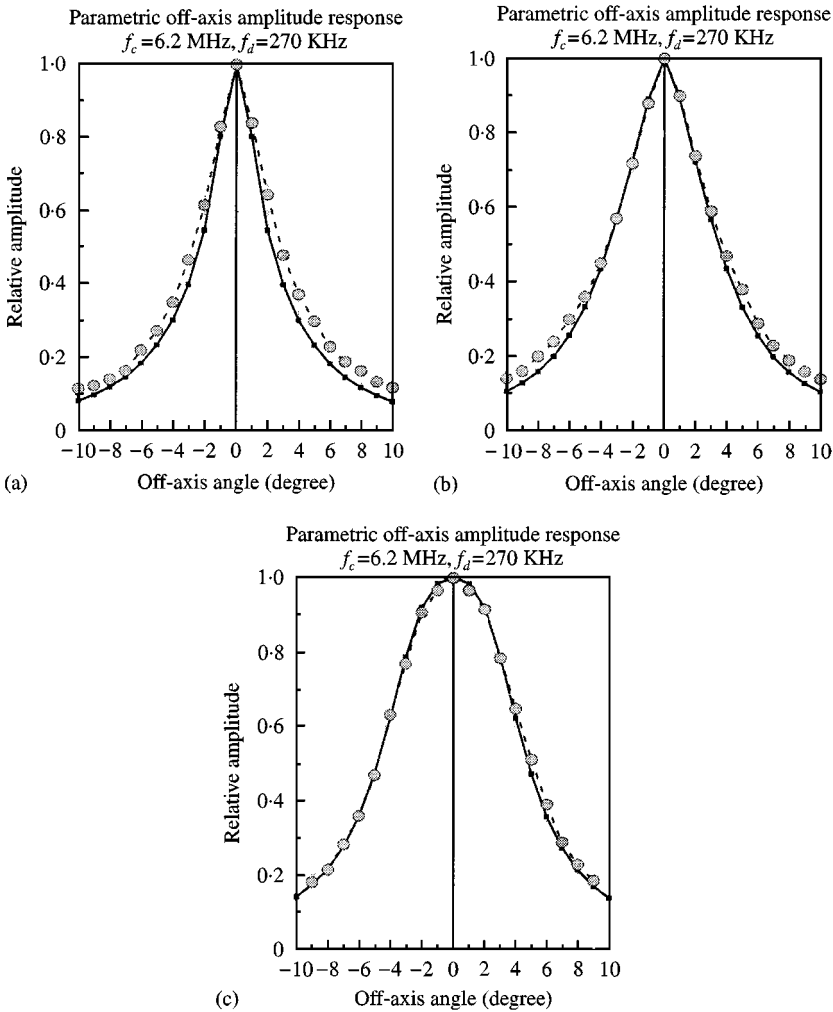 Parametric off-axis amplitude response
f_c=6.2 MHz, f_d=270 KHz
Relative amplitude
1·0
0·8
0·6
0·4
0·2
0
−10 −8 −6 −4 −2 0 2 4 6 8 10
Off-axis angle (degree)
(a)
Parametric off-axis amplitude response
f_c=6.2 MHz, f_d=270 KHz
Relative amplitude
1·0
0·8
0·6
0·4
0·2
0
−10 −8 −6 −4 −2 0 2 4 6 8 10
Off-axis angle (degree)
(b)
Parametric off-axis amplitude response
f_c=6.2 MHz, f_d=270 KHz
Relative amplitude
1·0
0·8
0·6
0·4
0·2
0
−10 −8 −6 −4 −2 0 2 4 6 8 10
Off-axis angle (degree)
(c)